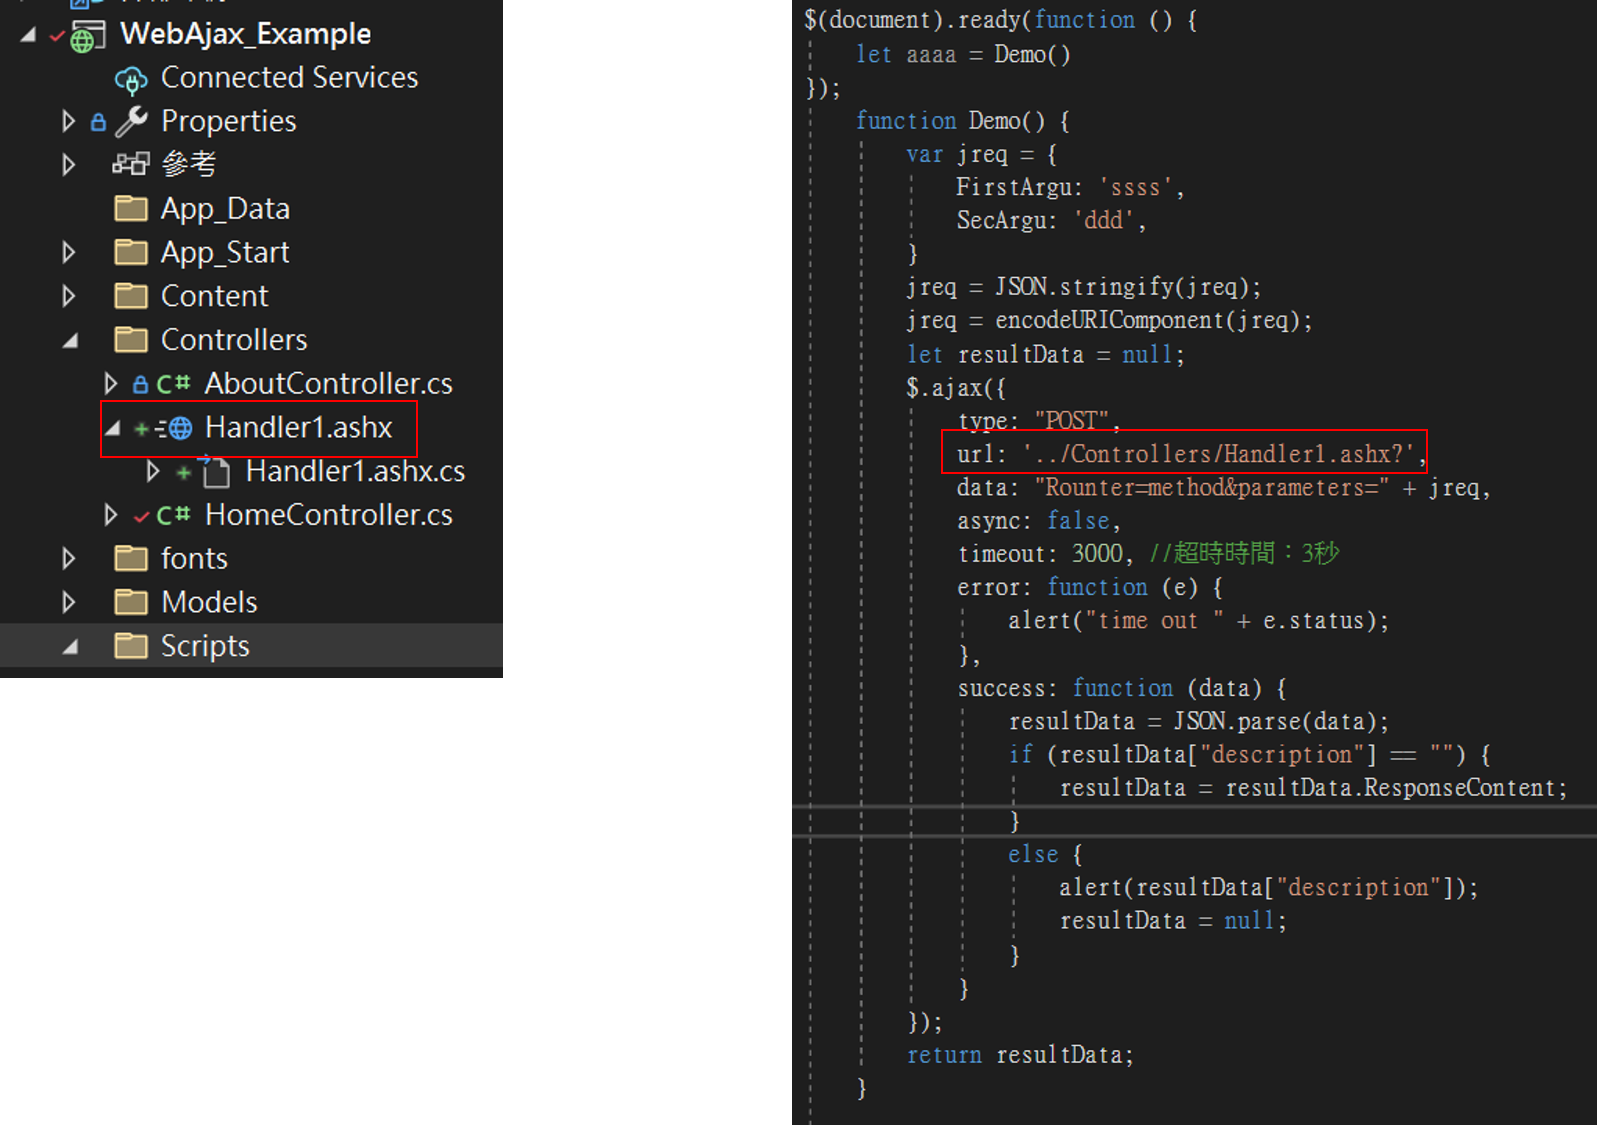 WebAjax_Example
Connected Services
Properties
參考
App_Data
App_Start
Content
Controllers
C# AboutController.cs
Handler1.ashx
Handler1.ashx.cs
C# HomeController.cs
fonts
Models
Scripts
$(document).ready(function () {
let aaaa = Demo()
});
function Demo() {
var jreq = {
FirstArgu: 'ssss',
SecArgu: 'ddd',
}
jreq = JSON.stringify(jreq);
jreq = encodeURIComponent(jreq);
let resultData = null;
$.ajax({
type: "POST",
url: '../Controllers/Handler1.ashx?',
data: "Rounter=method&parameters=" + jreq,
async: false,
timeout: 3000, //超時時間：3秒
error: function (e) {
alert("time out " + e.status);
},
success: function (data) {
resultData = JSON.parse(data);
if (resultData["description"] == "") {
resultData = resultData.ResponseContent;
}
else {
alert(resultData["description"]);
resultData = null;
}
}
});
return resultData;
}